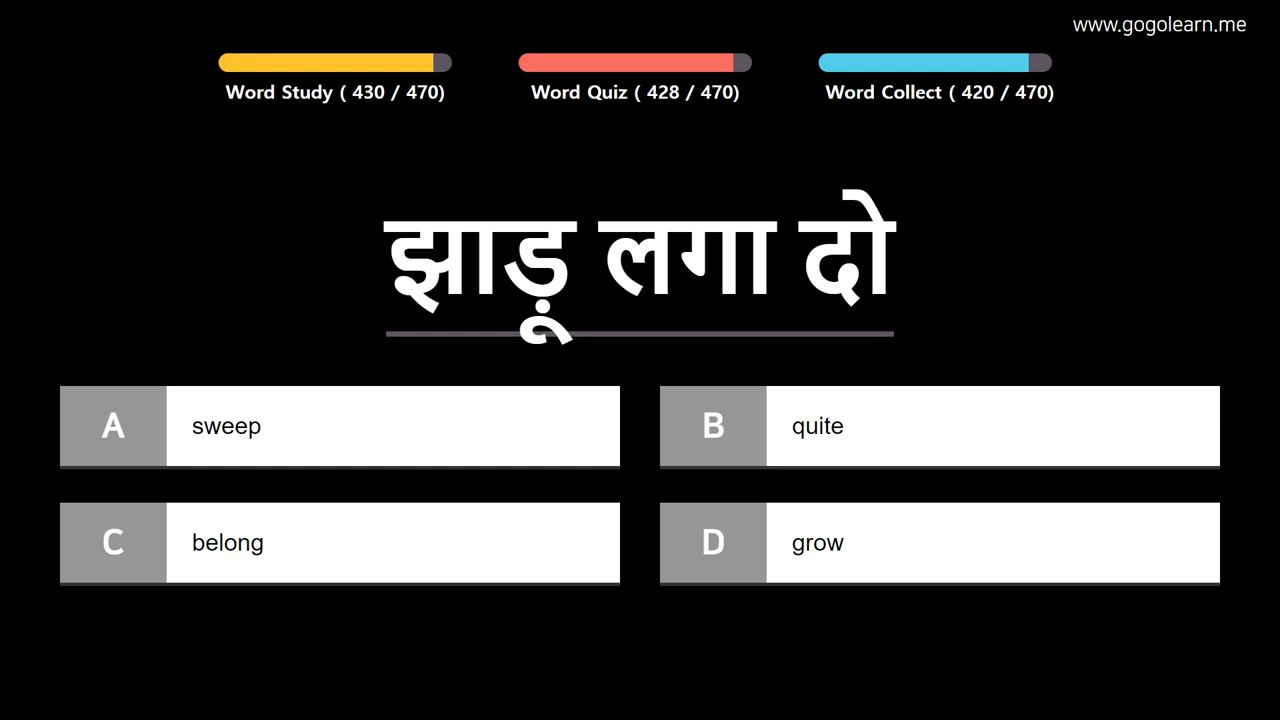 www.gogolearn.me
Word Study ( 430 / 470) Word Quiz ( 428 / 470) Word Collect ( 420 / 470)
झाड़ू लगा दो
A sweep B quite
C belong D grow